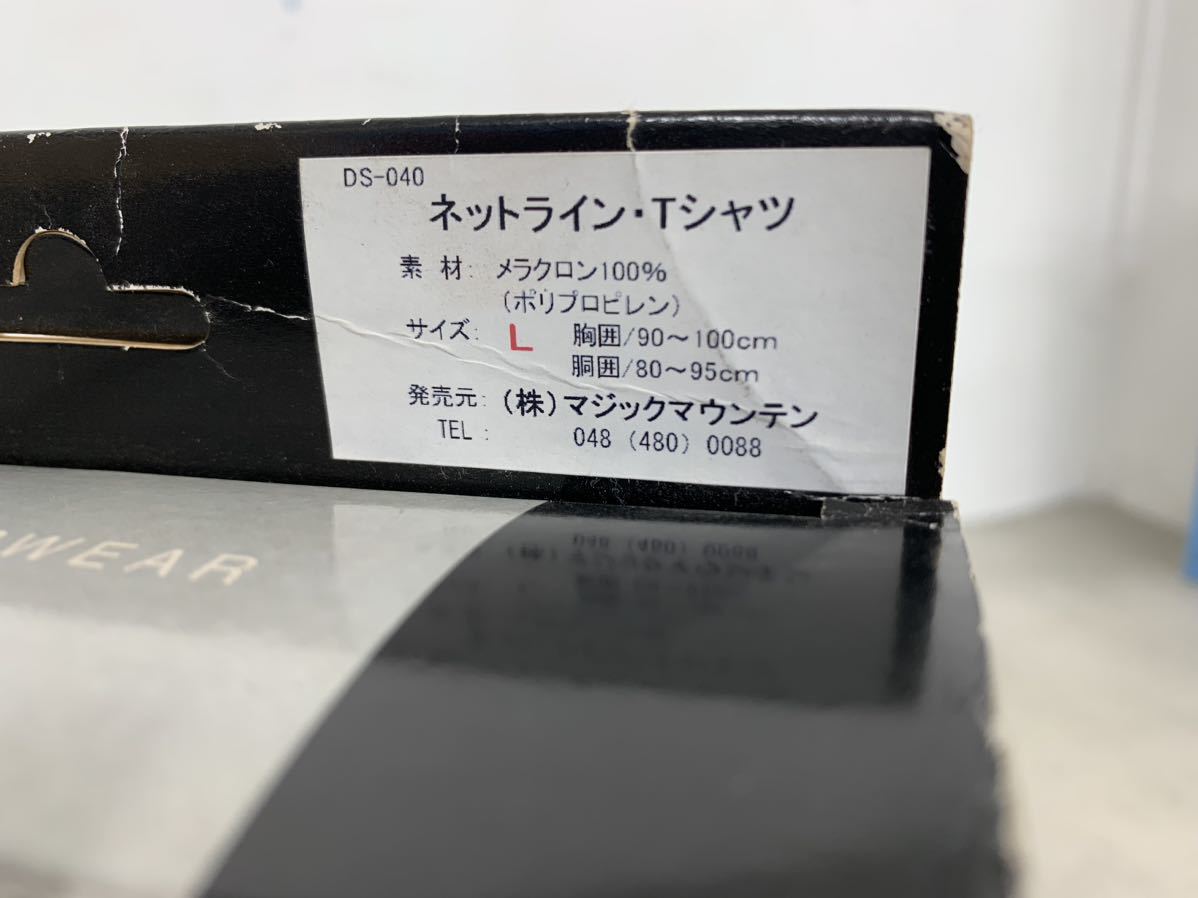 DS-040
ネットライン・Tシャツ
素 材: メラクロン100%
(ポリプロピレン)
サイズ: L 胸囲/90～100cm
胴囲/80～95cm
発売元: (株)マジックマウンテン
TEL: 048 (480) 0088
WEAR